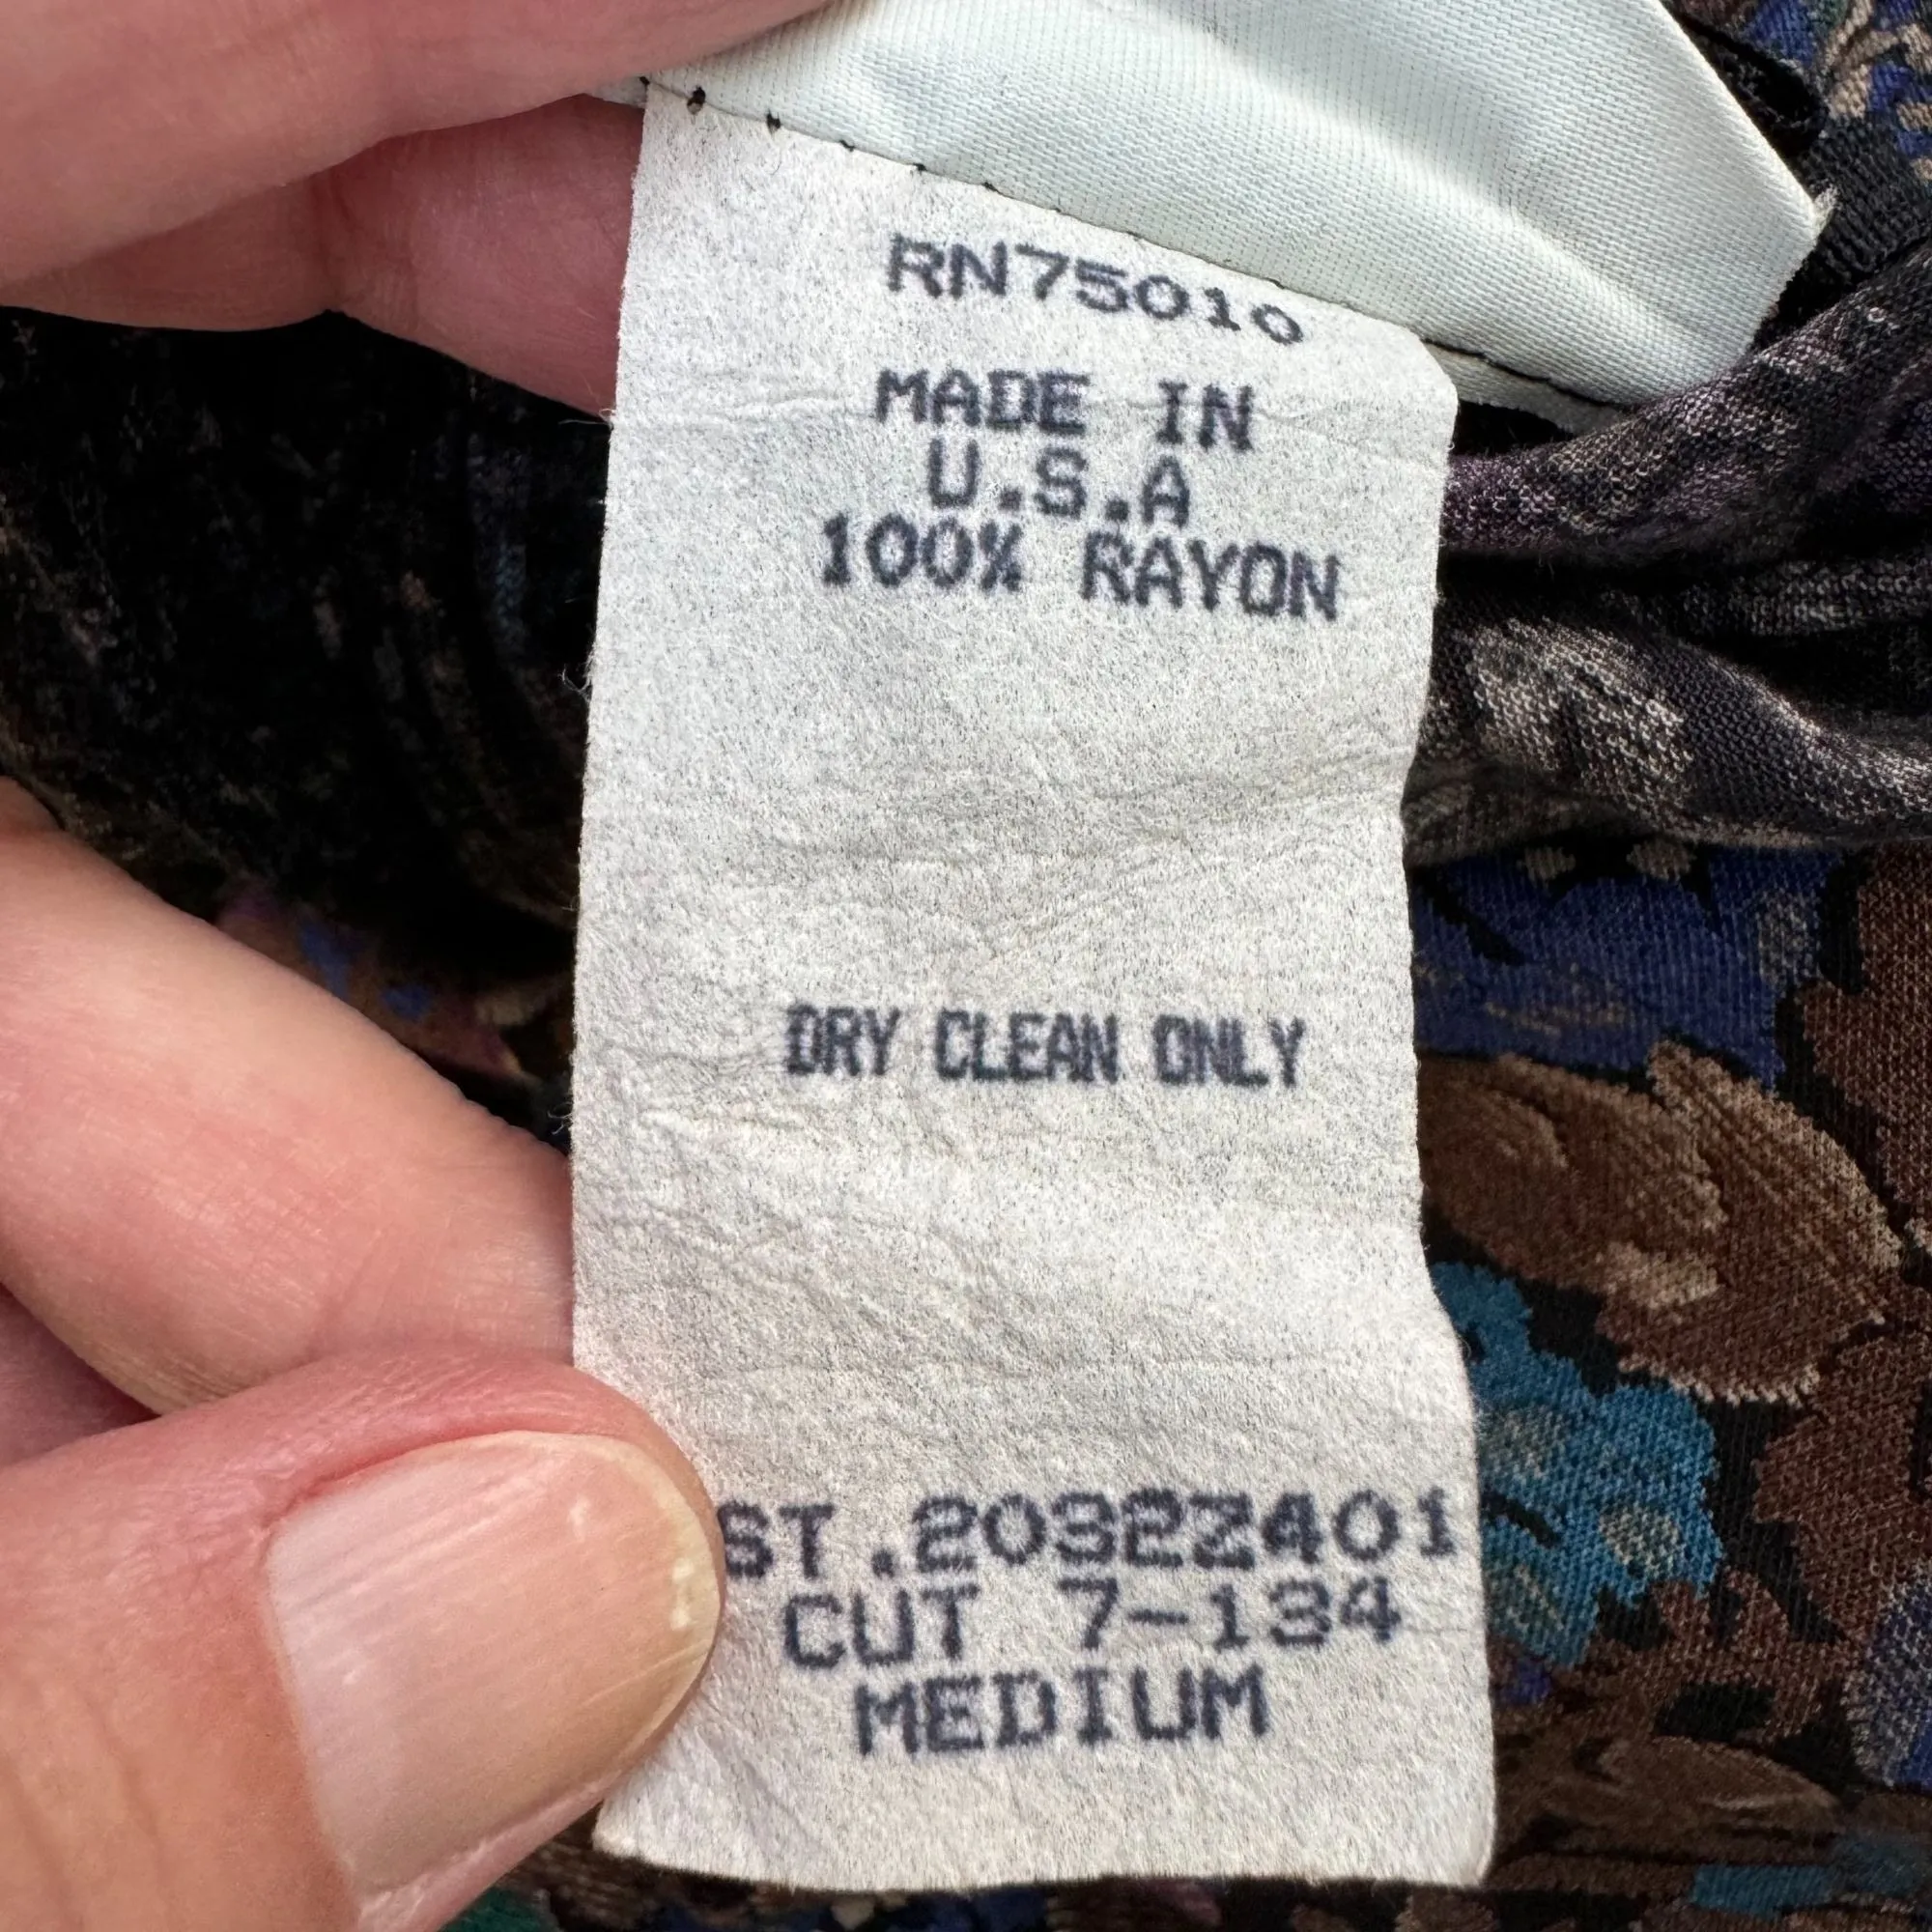 RN75010
MADE IN
U.S.A
100% RAYON
DRY CLEAN ONLY
ST.2032Z401
CUT 7-134
MEDIUM